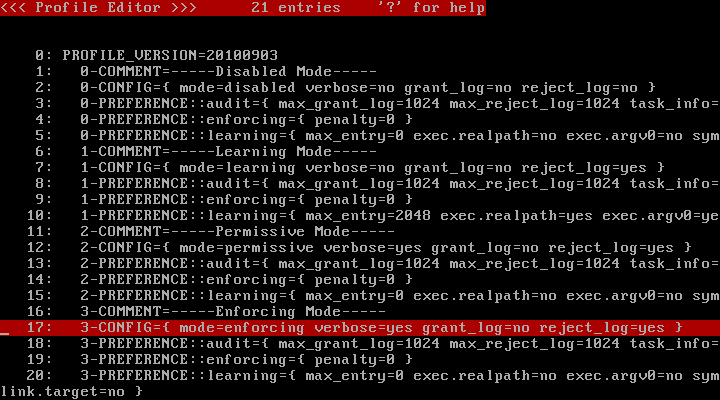 <<< Profile Editor >>>      21 entries    '?' for help
0: PROFILE_VERSION=20100903
1:   0-COMMENT=-----Disabled Mode-----
2:   0-CONFIG={ mode=disabled verbose=no grant_log=no reject_log=no }
3:   0-PREFERENCE::audit={ max_grant_log=1024 max_reject_log=1024 task_info=
4:   0-PREFERENCE::enforcing={ penalty=0 }
5:   0-PREFERENCE::learning={ max_entry=0 exec.realpath=no exec.argv0=no sym
6:   1-COMMENT=-----Learning Mode-----
7:   1-CONFIG={ mode=learning verbose=no grant_log=no reject_log=yes }
8:   1-PREFERENCE::audit={ max_grant_log=1024 max_reject_log=1024 task_info=
9:   1-PREFERENCE::enforcing={ penalty=0 }
10:   1-PREFERENCE::learning={ max_entry=2048 exec.realpath=yes exec.argv0=ye
11:   2-COMMENT=-----Permissive Mode-----
12:   2-CONFIG={ mode=permissive verbose=yes grant_log=no reject_log=yes }
13:   2-PREFERENCE::audit={ max_grant_log=1024 max_reject_log=1024 task_info=
14:   2-PREFERENCE::enforcing={ penalty=0 }
15:   2-PREFERENCE::learning={ max_entry=0 exec.realpath=no exec.argv0=no sym
16:   3-COMMENT=-----Enforcing Mode-----
17:   3-CONFIG={ mode=enforcing verbose=yes grant_log=no reject_log=yes }
18:   3-PREFERENCE::audit={ max_grant_log=1024 max_reject_log=1024 task_info=
19:   3-PREFERENCE::enforcing={ penalty=0 }
20:   3-PREFERENCE::learning={ max_entry=0 exec.realpath=no exec.argv0=no sym
link.target=no }